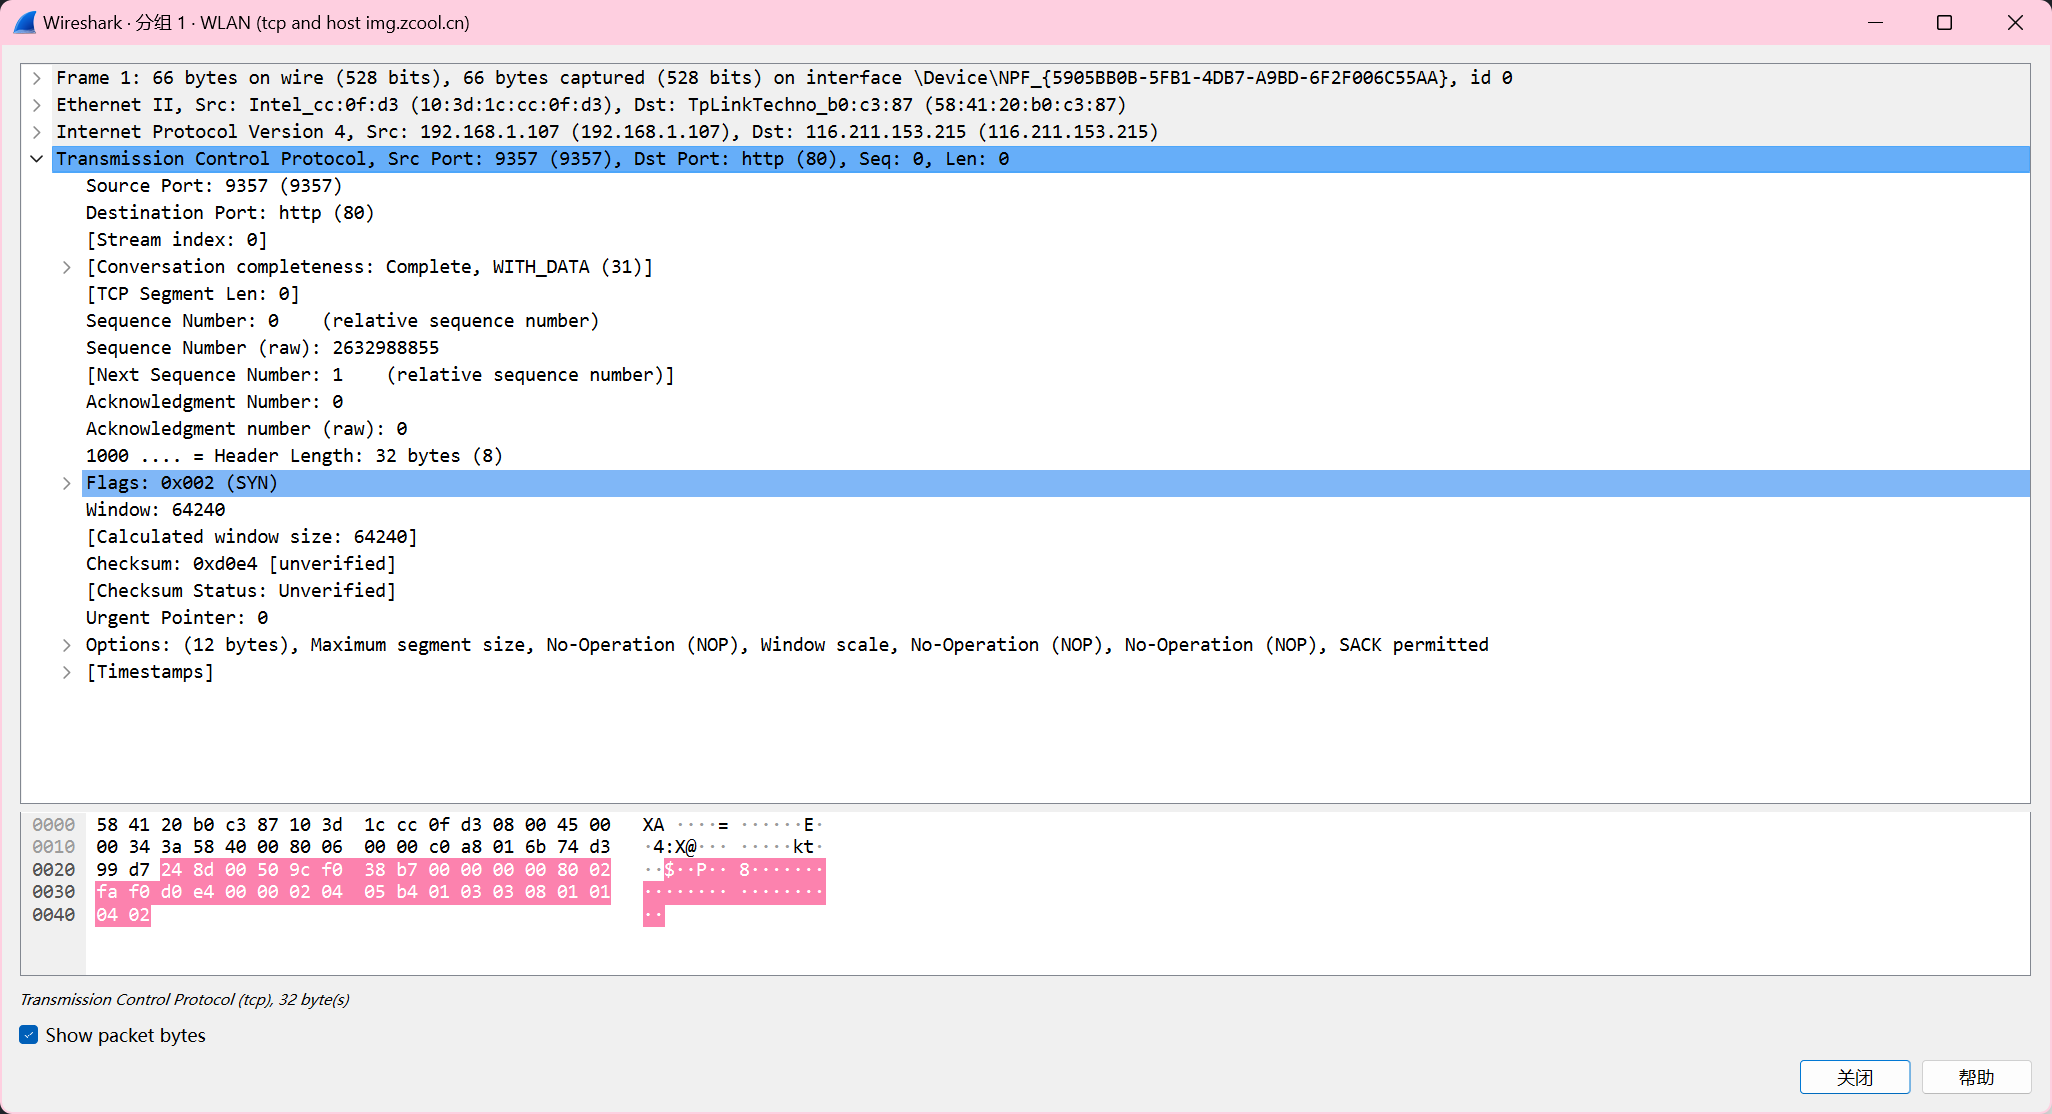 Wireshark · 分组 1 · WLAN (tcp and host img.zcool.cn)
Frame 1: 66 bytes on wire (528 bits), 66 bytes captured (528 bits) on interface \Device\NPF_{5905BB0B-5FB1-4DB7-A9BD-6F2F006C55AA}, id 0
Ethernet II, Src: Intel_cc:0f:d3 (10:3d:1c:cc:0f:d3), Dst: TpLinkTechno_b0:c3:87 (58:41:20:b0:c3:87)
Internet Protocol Version 4, Src: 192.168.1.107 (192.168.1.107), Dst: 116.211.153.215 (116.211.153.215)
Transmission Control Protocol, Src Port: 9357 (9357), Dst Port: http (80), Seq: 0, Len: 0
Source Port: 9357 (9357)
Destination Port: http (80)
[Stream index: 0]
[Conversation completeness: Complete, WITH_DATA (31)]
[TCP Segment Len: 0]
Sequence Number: 0    (relative sequence number)
Sequence Number (raw): 2632988855
[Next Sequence Number: 1    (relative sequence number)]
Acknowledgment Number: 0
Acknowledgment number (raw): 0
1000 .... = Header Length: 32 bytes (8)
Flags: 0x002 (SYN)
Window: 64240
[Calculated window size: 64240]
Checksum: 0xd0e4 [unverified]
[Checksum Status: Unverified]
Urgent Pointer: 0
Options: (12 bytes), Maximum segment size, No-Operation (NOP), Window scale, No-Operation (NOP), No-Operation (NOP), SACK permitted
[Timestamps]
0000 58 41 20 b0 c3 87 10 3d  1c cc 0f d3 08 00 45 00   XA ····= ······E·
0010 00 34 3a 58 40 00 80 06  00 00 c0 a8 01 6b 74 d3   ·4:X@··· ·····kt·
0020 99 d7 24 8d 00 50 9c f0  38 b7 00 00 00 00 80 02   ··$··P·· 8·······
0030 fa f0 d0 e4 00 00 02 04  05 b4 01 03 03 08 01 01   ········ ········
0040 04 02   ··
Transmission Control Protocol (tcp), 32 byte(s)
Show packet bytes
关闭 帮助